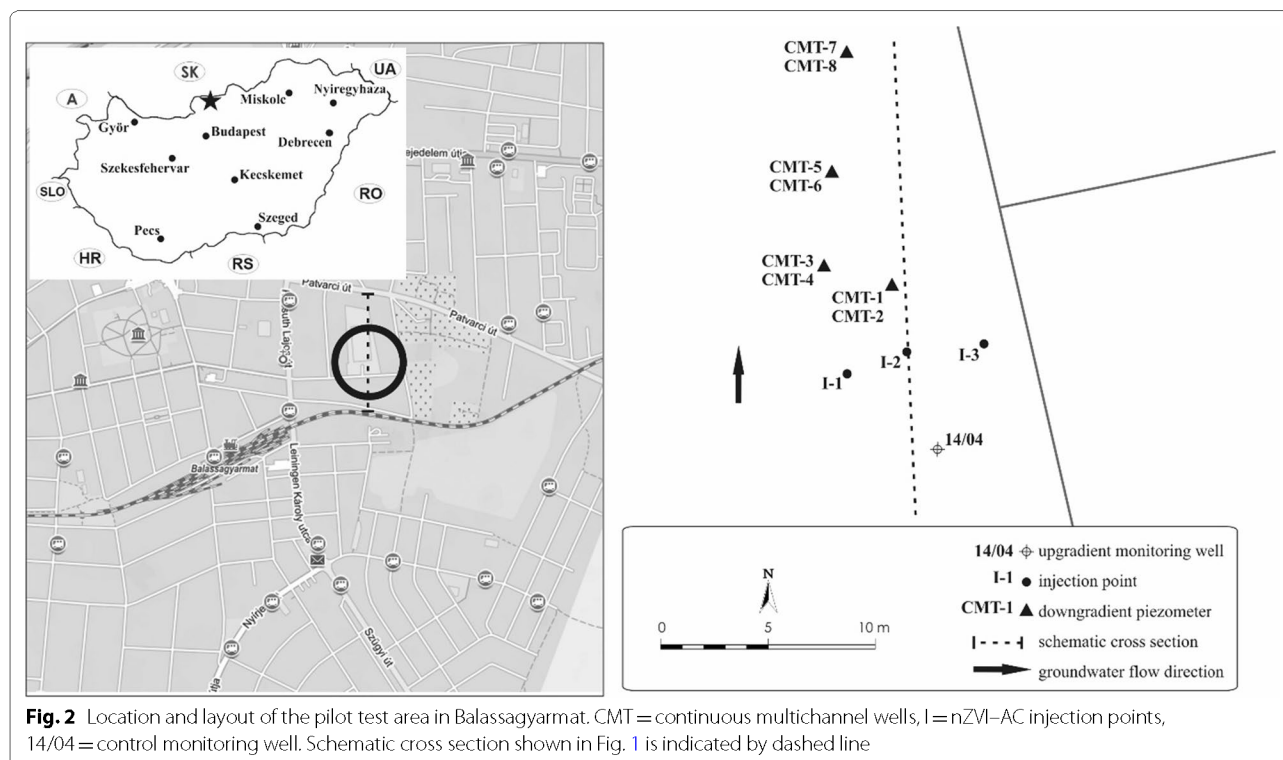 SK
UA
A
Miskolc
Nyiregyhaza
Györ
Budapest
Debrecen
Szekesfehervar
SLO
Kecskemet
RO
Szeged
Pecs
HR
RS
ejedelem útja
Patvarci út
Patvarci út
Balassagyarmat
Leiningen Károly utca
Nyírje
Szügyi út
CMT-7
CMT-8
CMT-5
CMT-6
CMT-3
CMT-4
CMT-1
CMT-2
I-1
I-2
I-3
14/04
14/04 upgradient monitoring well
I-1 injection point
CMT-1 downgradient piezometer
schematic cross section
groundwater flow direction
N
0 5 10 m
Fig. 2 Location and layout of the pilot test area in Balassagyarmat. CMT = continuous multichannel wells, I = nZVI–AC injection points,
14/04 = control monitoring well. Schematic cross section shown in Fig. 1 is indicated by dashed line